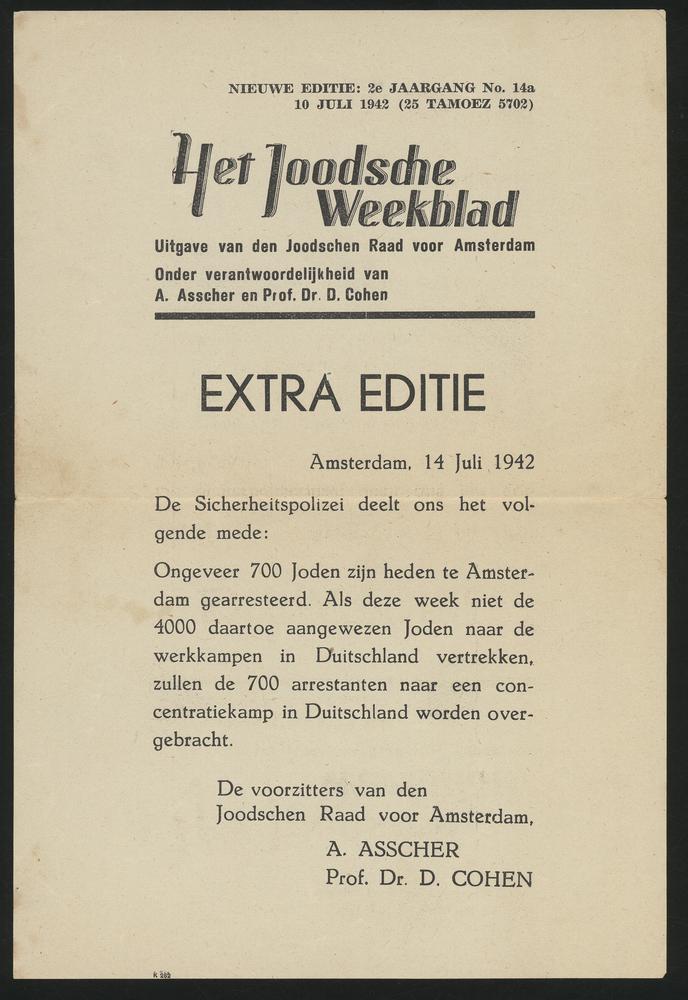 NIEUWE EDITIE: 2e JAARGANG No. 14a
10 JULI 1942 (25 TAMOEZ 5702)
Het Joodsche
Weekblad
Uitgave van den Joodschen Raad voor Amsterdam
Onder verantwoordelijkheid van
A. Asscher en Prof. Dr. D. Cohen
EXTRA EDITIE
Amsterdam, 14 Juli 1942
De Sicherheitspolizei deelt ons het vol-
gende mede:
Ongeveer 700 Joden zijn heden te Amster-
dam gearresteerd. Als deze week niet de
4000 daartoe aangewezen Joden naar de
werkkampen in Duitschland vertrekken,
zullen de 700 arrestanten naar een con-
centratiekamp in Duitschland worden over-
gebracht.
De voorzitters van den
Joodschen Raad voor Amsterdam,
A. ASSCHER
Prof. Dr. D. COHEN